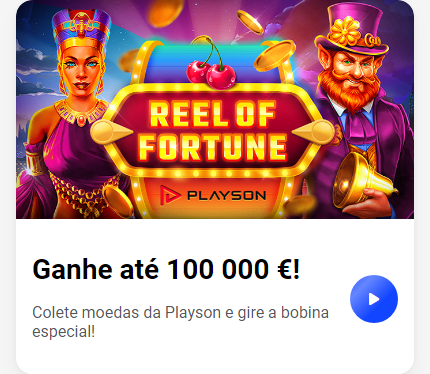 REEL OF
FORTUNE
PLAYSON
Ganhe até 100 000 €!
Colete moedas da Playson e gire a bobina
especial!